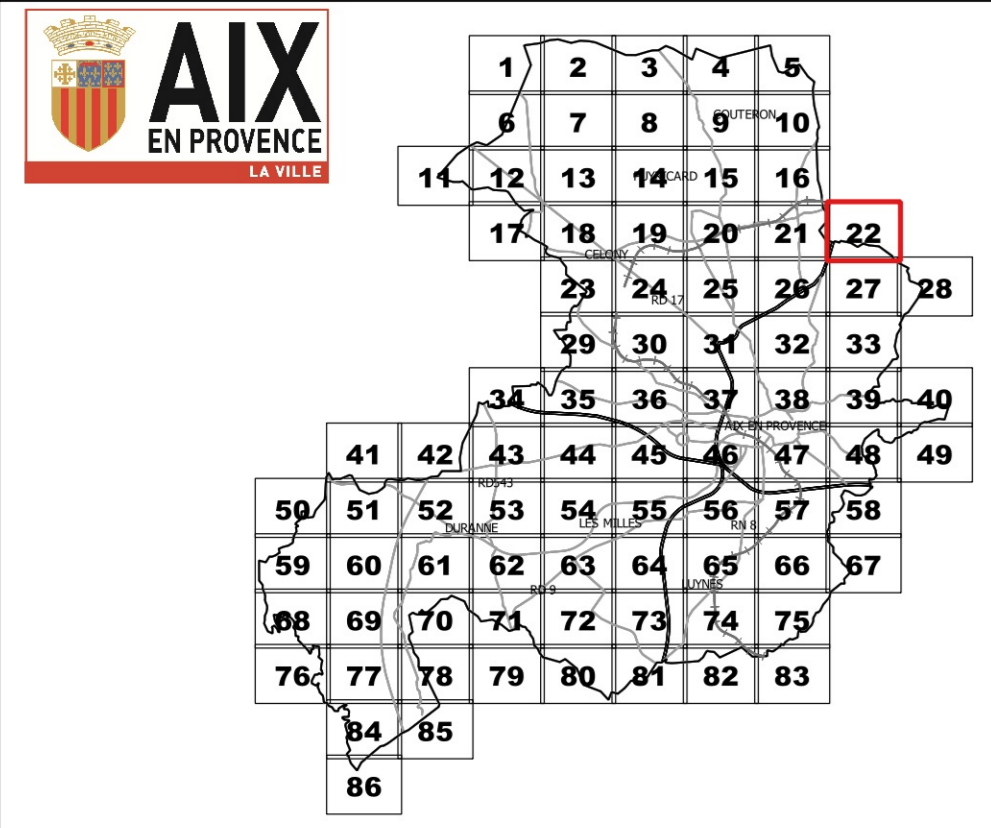 AIX
EN PROVENCE
LA VILLE
1 2 3 4 5
COUTERON
6 7 8 9 10
PUYRICARD
11 12 13 14 15 16
17 18 19 20 21 22
CELONY
23 24 25 26 27 28
RD 17
29 30 31 32 33
34 35 36 37 38 39 40
AIX EN PROVENCE
41 42 43 44 45 46 47 48 49
RD543
50 51 52 53 54 55 56 57 58
DURANNE LES MILLES RN 8
59 60 61 62 63 64 65 66 67
RD 9 LUYNES
68 69 70 71 72 73 74 75
76 77 78 79 80 81 82 83
84 85
86